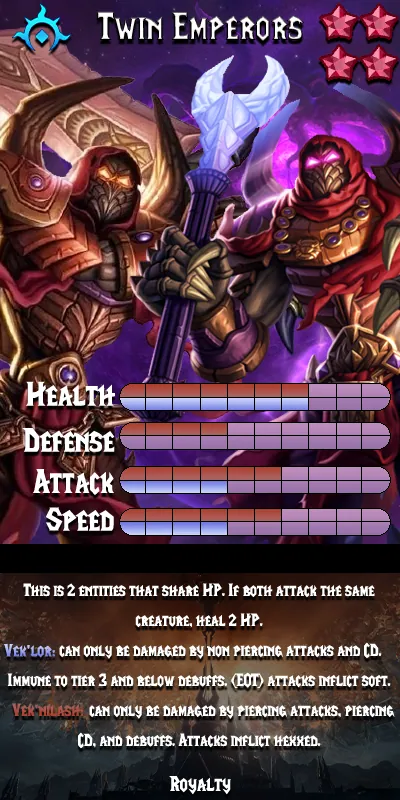 Twin Emperors
Health
Defense
Attack
Speed
This is 2 entities that share HP. If both attack the same
creature, heal 2 HP.
Vek'lor: can only be damaged by non piercing attacks and CD.
Immune to tier 3 and below debuffs. (EOT) attacks inflict soft.
Vek'nilash: can only be damaged by piercing attacks, piercing
CD, and debuffs. Attacks inflict hexxed.
Royalty